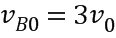 v_{B0} = 3v_0